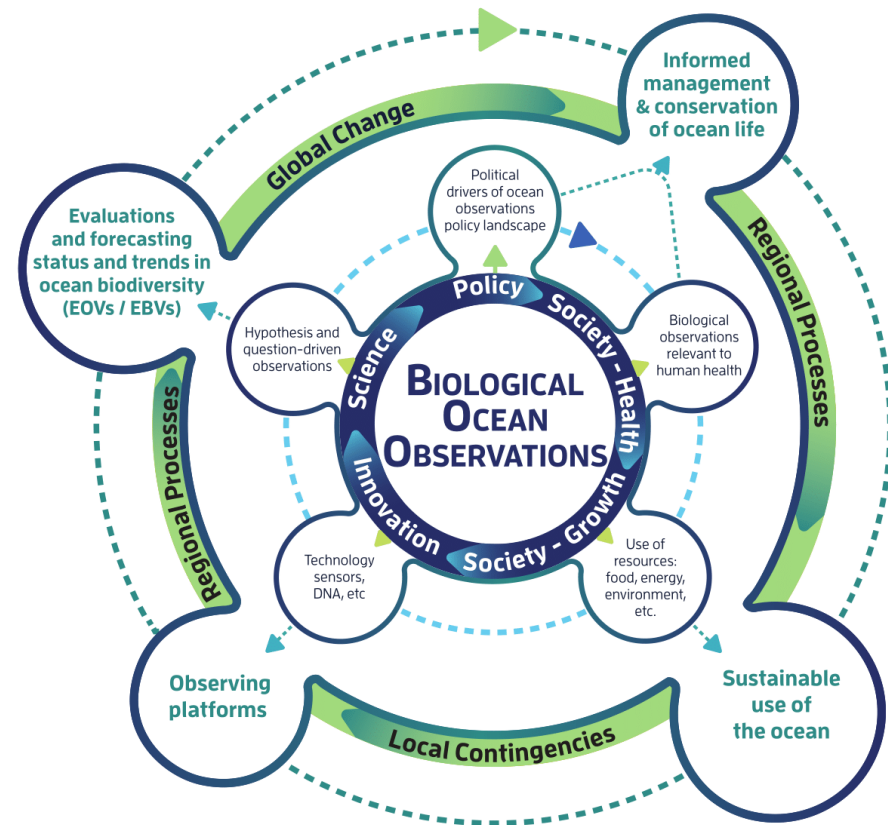 Informed
management
& conservation
of ocean life
Global Change
Political
drivers of ocean
observations
policy landscape
Evaluations
and forecasting
status and trends in
ocean biodiversity
(EOVs / EBVs)
Regional Processes
Policy
Society - Health
Hypothesis and
question-driven
observations
Science
Biological
observations
relevant to
human health
BIOLOGICAL
OCEAN
OBSERVATIONS
Innovation
Society - Growth
Regional Processes
Technology
sensors,
DNA, etc
Use of
resources:
food, energy,
environment,
etc.
Observing
platforms
Sustainable
use of
the ocean
Local Contingencies